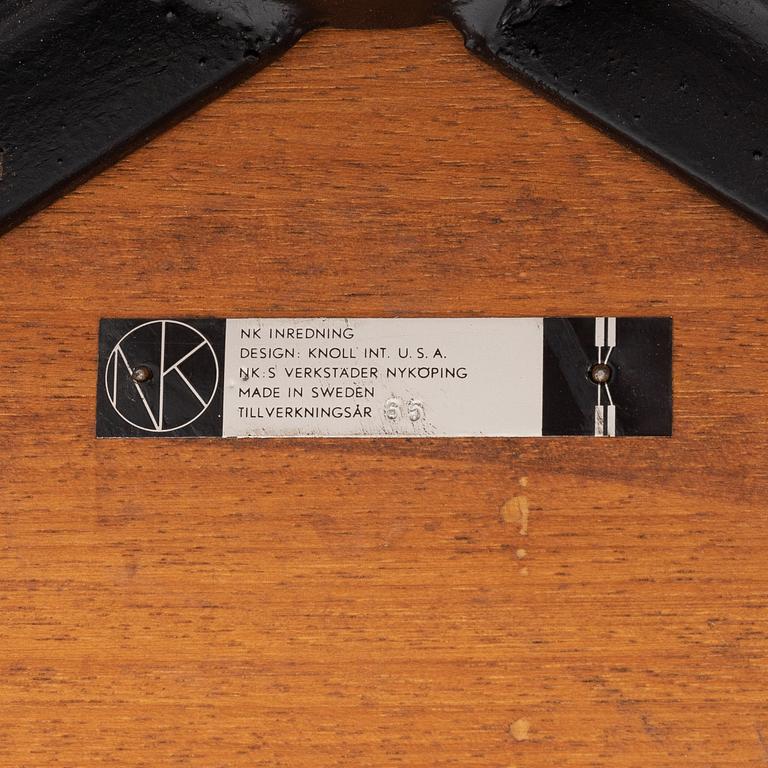 NK
NK INREDNING
DESIGN: KNOLL INT. U.S.A.
NK:S VERKSTÄDER NYKÖPING
MADE IN SWEDEN
TILLVERKNINGSÅR 65